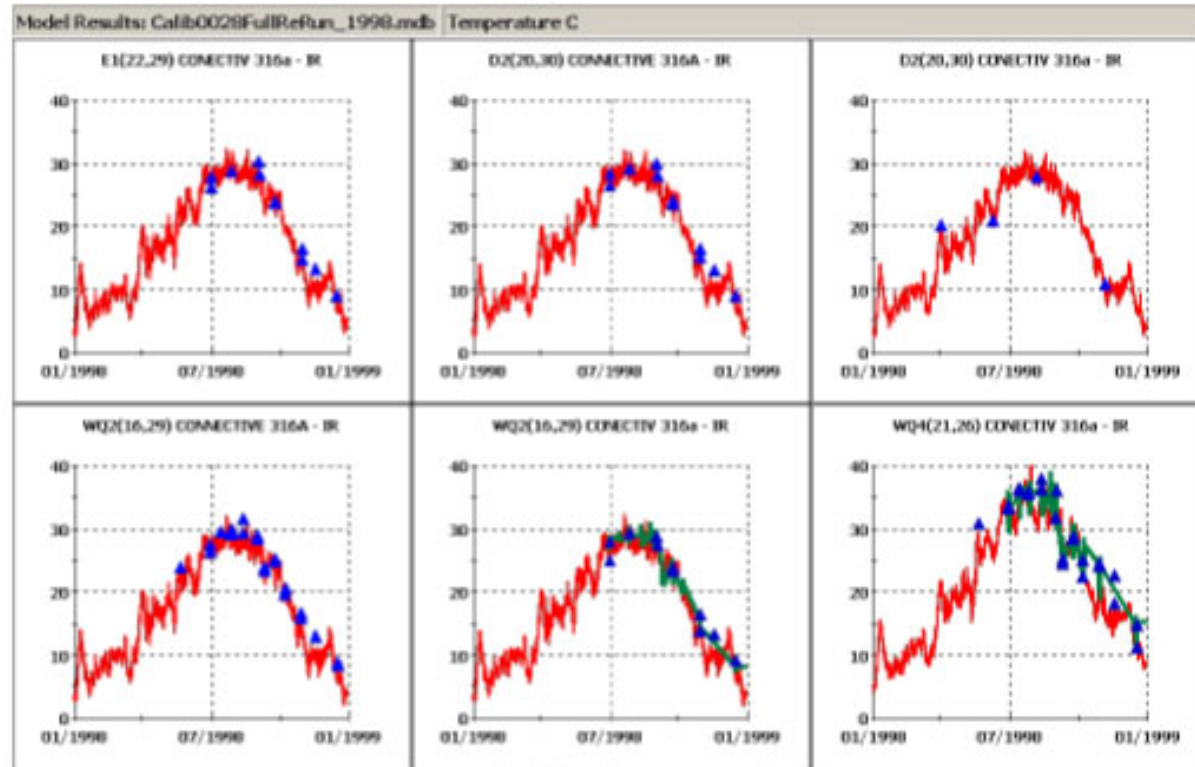 Model Results: Calib0028FullReRun_1998.mdb Temperature C
E1(22,29) CONECTIV 316a - IR
40
30
20
10
0
01/1998 07/1998 01/1999
D2(20,30) CONNECTIVE 316A - IR
40
30
20
10
0
01/1998 07/1998 01/1999
D2(20,30) CONECTIV 316a - IR
40
30
20
10
0
01/1998 07/1998 01/1999
WQ2(16,29) CONNECTIVE 316A - IR
40
30
20
10
0
01/1998 07/1998 01/1999
WQ2(16,29) CONECTIV 316a - IR
40
30
20
10
0
01/1998 07/1998 01/1999
WQ4(21,26) CONECTIV 316a - IR
40
30
20
10
0
01/1998 07/1998 01/1999